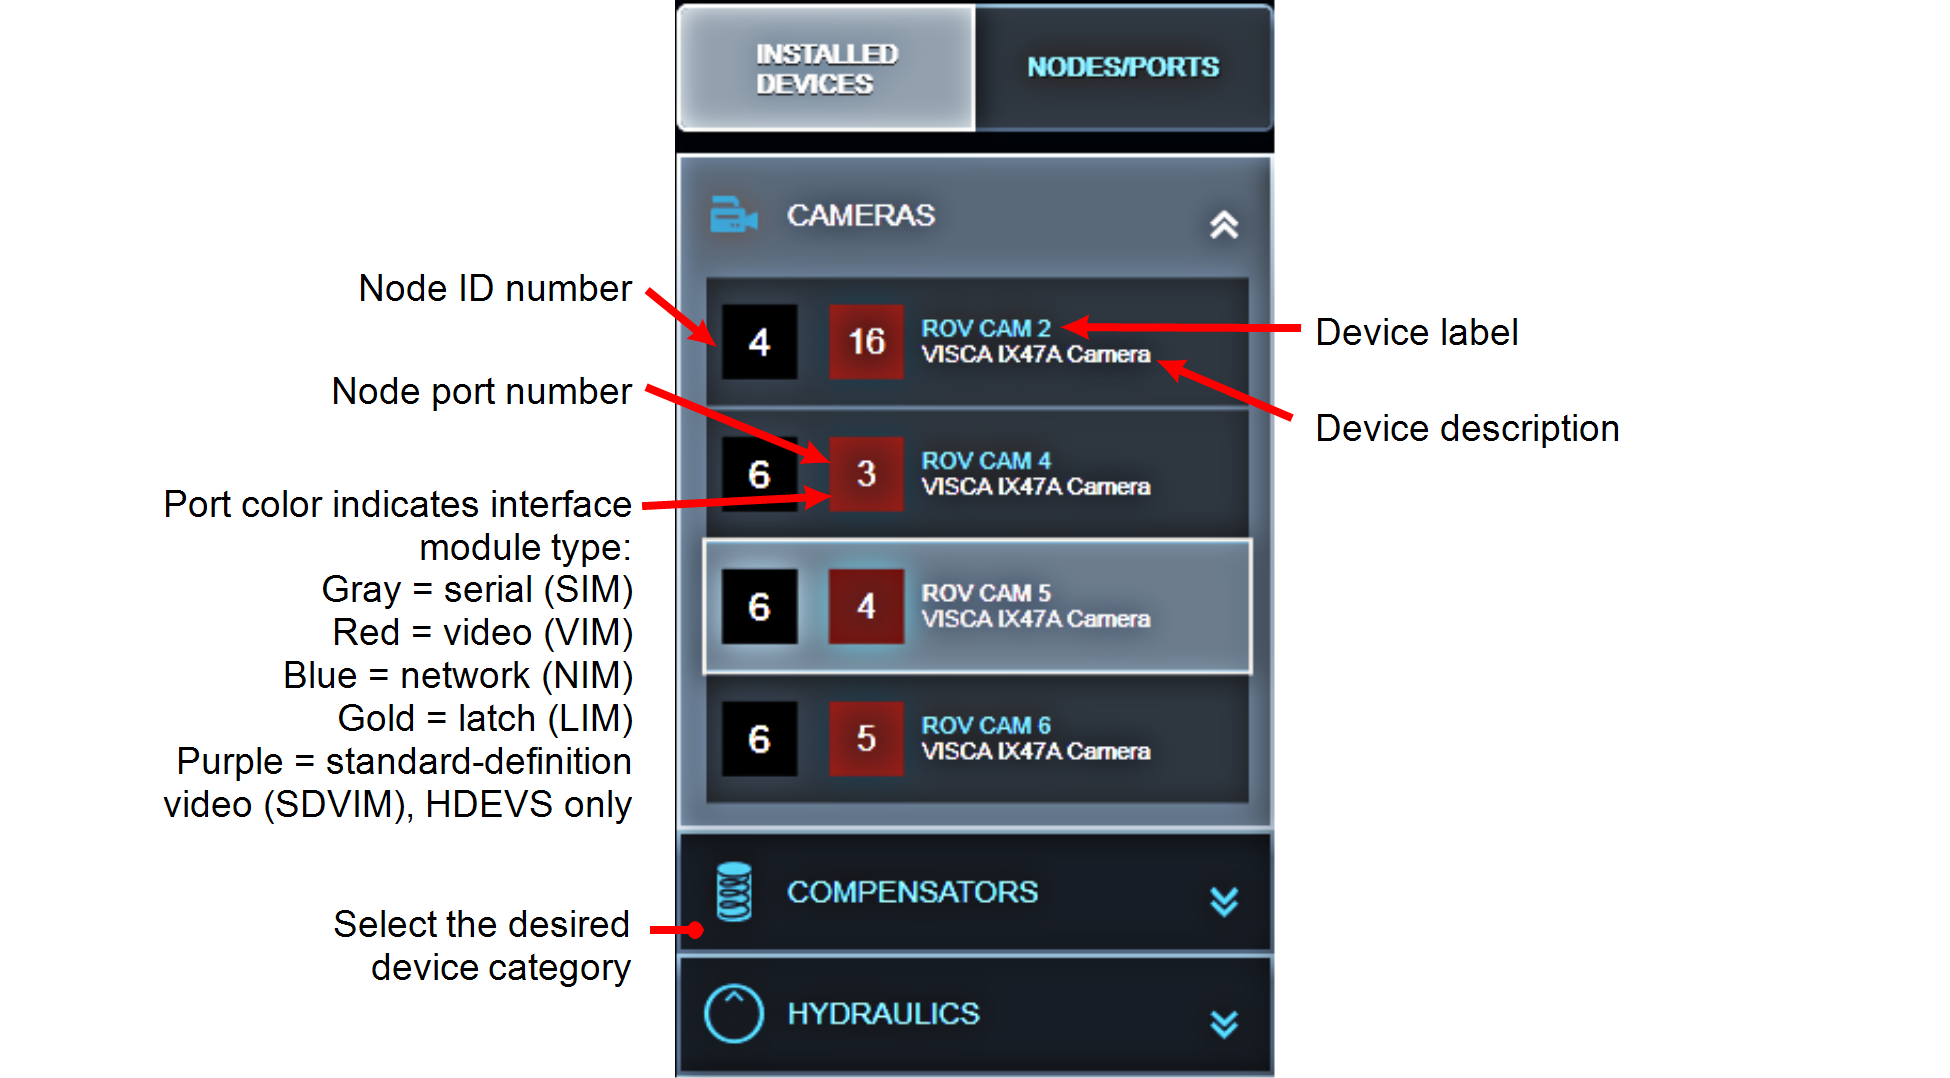 INSTALLED
DEVICES
NODES/PORTS
CAMERAS
Node ID number
4
16
ROV CAM 2
VISCA IX47A Camera
Device label
Device description
Node port number
6
3
ROV CAM 4
VISCA IX47A Camera
Port color indicates interface
module type:
Gray = serial (SIM)
Red = video (VIM)
Blue = network (NIM)
Gold = latch (LIM)
Purple = standard-definition
video (SDVIM), HDEVS only
6
4
ROV CAM 5
VISCA IX47A Camera
6
5
ROV CAM 6
VISCA IX47A Camera
COMPENSATORS
Select the desired
device category
HYDRAULICS